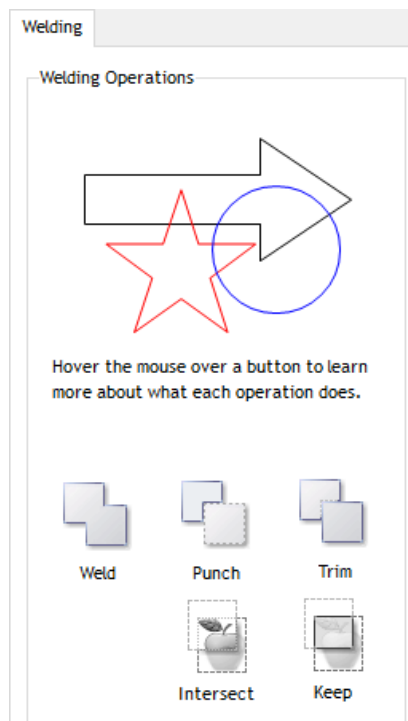 Welding
Welding Operations
Hover the mouse over a button to learn
more about what each operation does.
Weld
Punch
Trim
Intersect
Keep